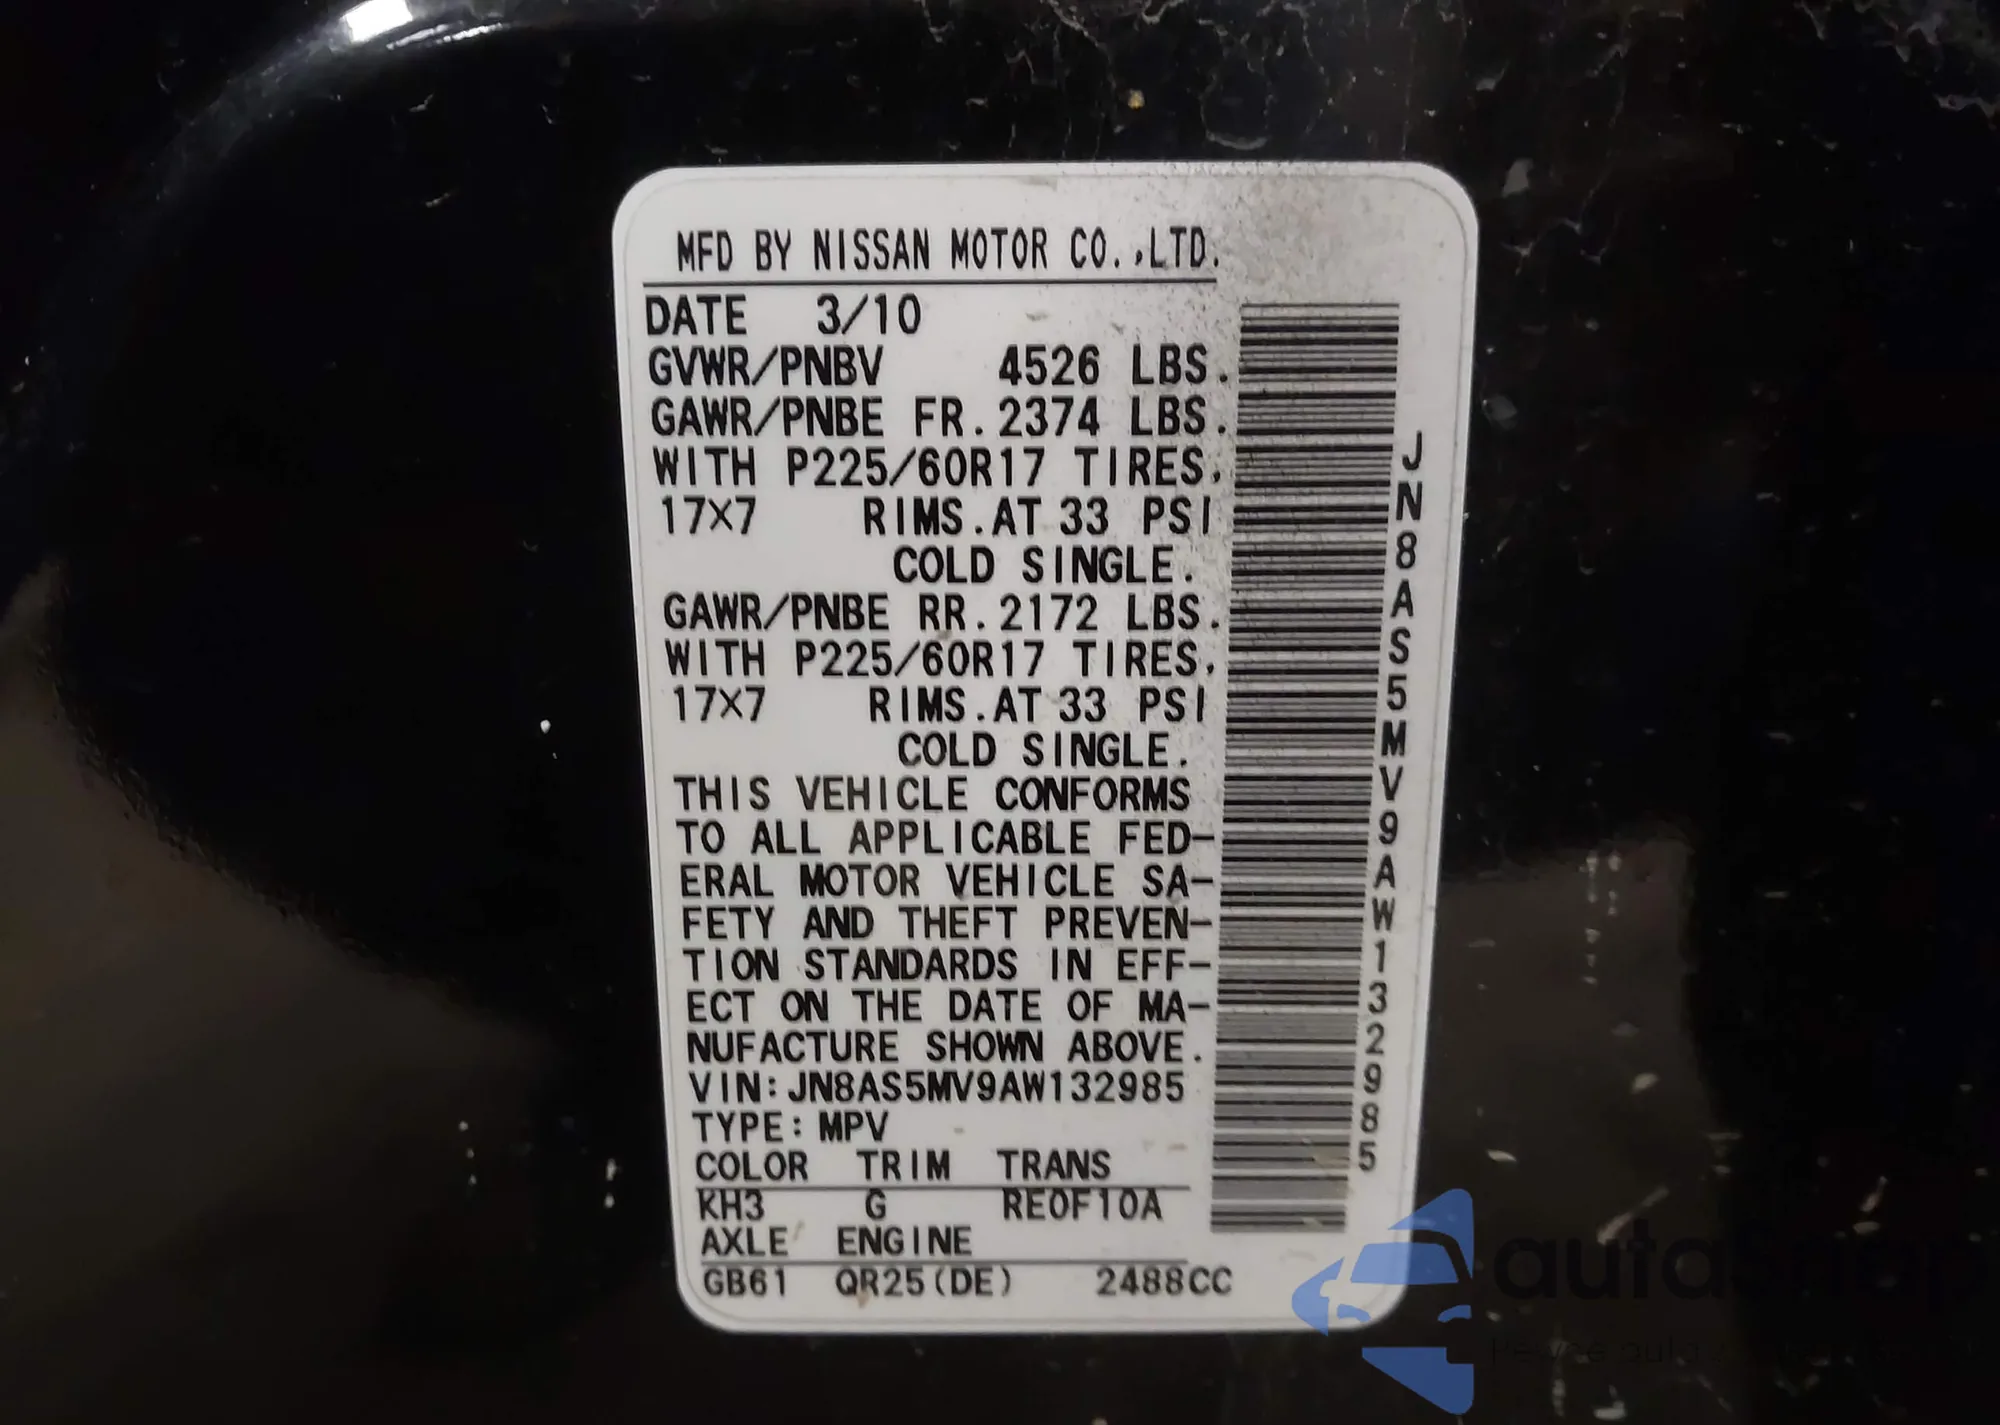 MFD BY NISSAN MOTOR CO.,LTD.
DATE 3/10
GVWR/PNBV 4526 LBS.
GAWR/PNBE FR.2374 LBS.
WITH P225/60R17 TIRES,
17X7 RIMS.AT 33 PSI
COLD SINGLE.
GAWR/PNBE RR.2172 LBS.
WITH P225/60R17 TIRES,
17X7 RIMS.AT 33 PSI
COLD SINGLE.
THIS VEHICLE CONFORMS
TO ALL APPLICABLE FED-
ERAL MOTOR VEHICLE SA-
FETY AND THEFT PREVEN-
TION STANDARDS IN EFF-
ECT ON THE DATE OF MA-
NUFACTURE SHOWN ABOVE.
VIN:JN8AS5MV9AW132985
TYPE:MPV
COLOR TRIM TRANS
KH3 G RE0F10A
AXLE ENGINE
GB61 QR25(DE) 2488CC
JN8AS5MV9AW132985